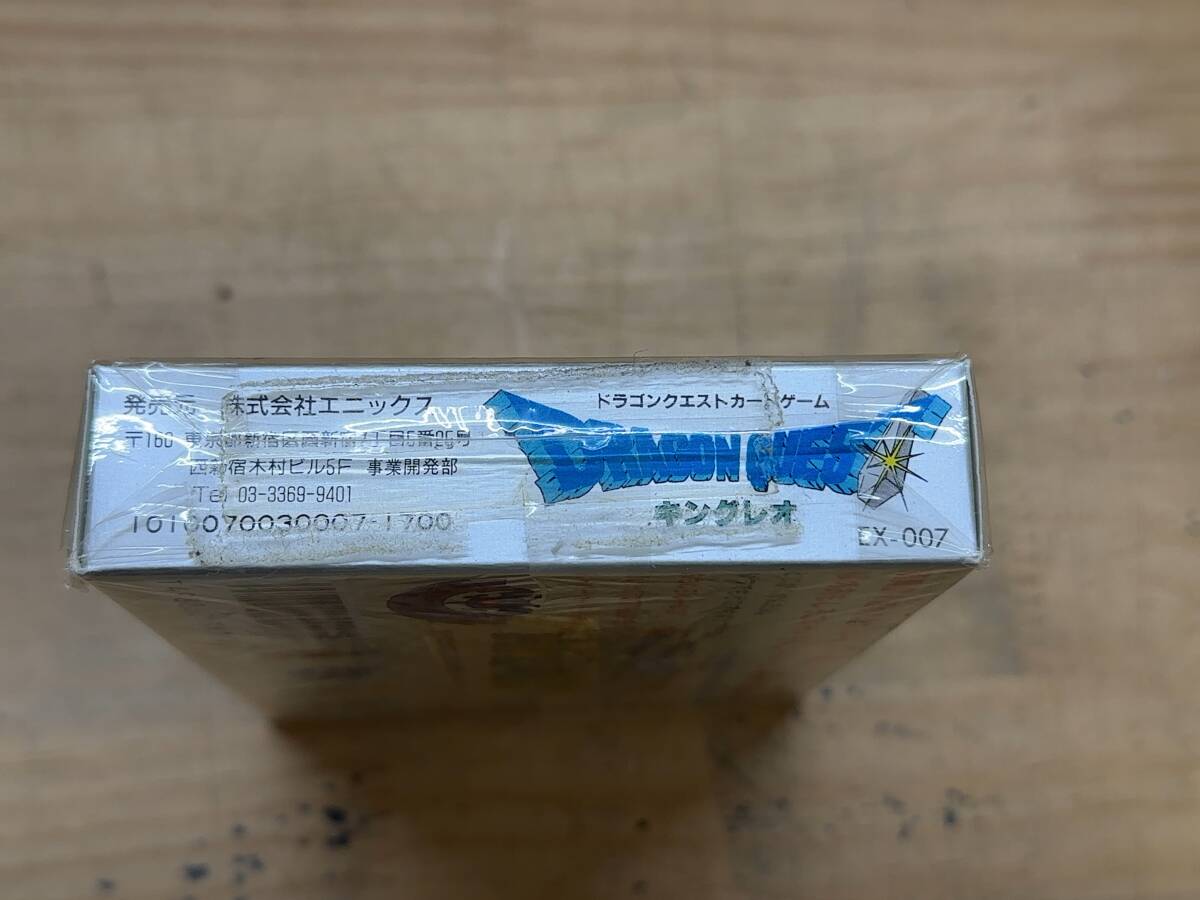 発売元 株式会社エニックス
〒160 東京都新宿区西新宿7丁目5番25号
西新宿木村ビル5F 事業開発部
Tel 03-3369-9401
1013070030007-1700
ドラゴンクエストカードゲーム
DRAGON QUEST
キングレオ
EX-007